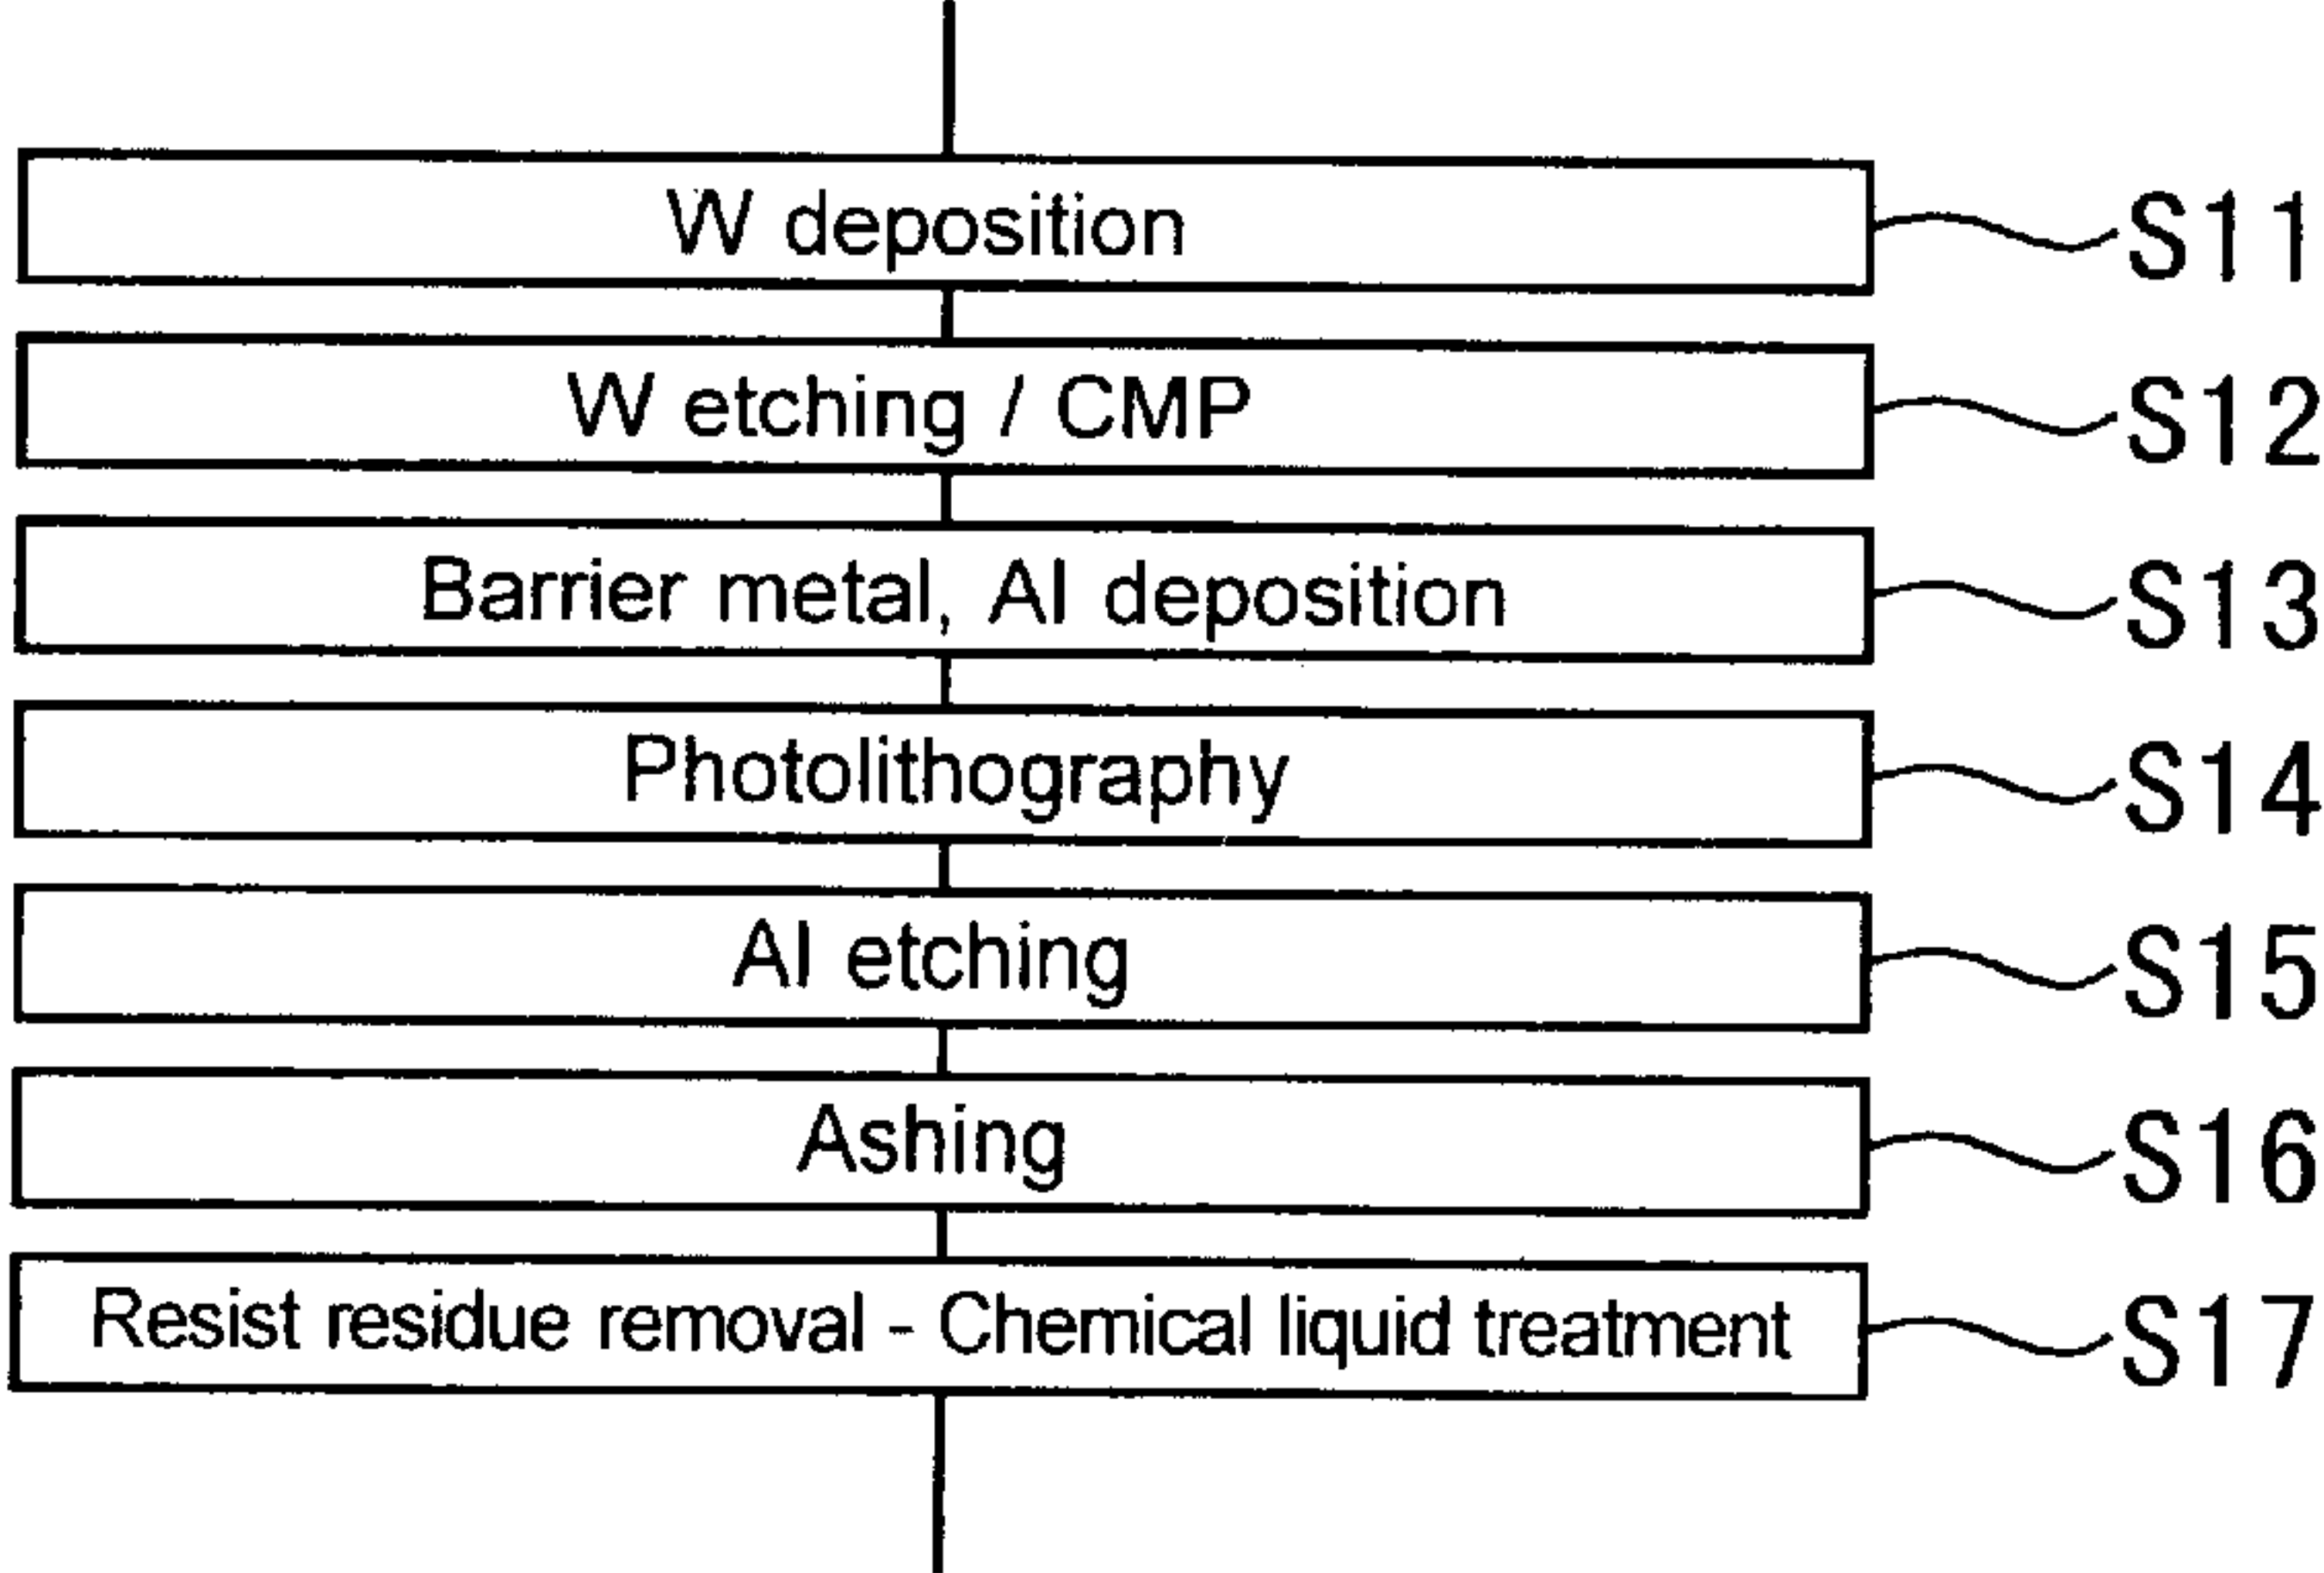 W deposition S11
W etching / CMP S12
Barrier metal, Al deposition S13
Photolithography S14
Al etching S15
Ashing S16
Resist residue removal - Chemical liquid treatment S17